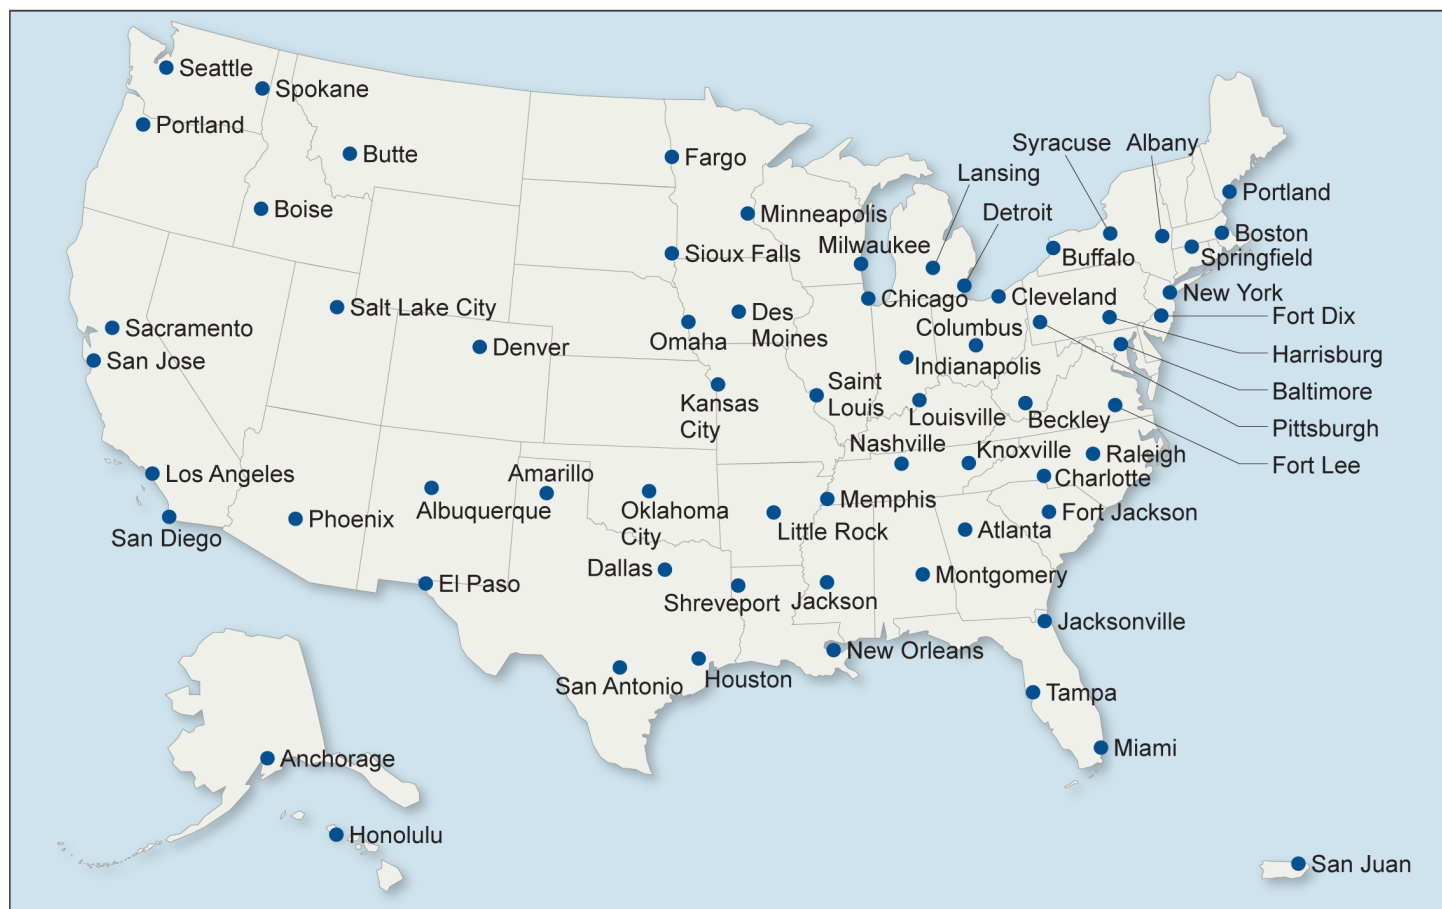 Seattle
Spokane
Portland
Butte
Fargo
Syracuse
Albany
Lansing
Portland
Boise
Detroit
Minneapolis
Milwaukee
Boston
Buffalo
Springfield
Sioux Falls
Salt Lake City
Chicago
Cleveland
New York
Des
Moines
Fort Dix
Sacramento
Omaha
Columbus
San Jose
Denver
Indianapolis
Harrisburg
Saint
Louis
Baltimore
Kansas
City
Louisville
Beckley
Pittsburgh
Nashville
Knoxville
Raleigh
Fort Lee
Los Angeles
Amarillo
Charlotte
Albuquerque
Oklahoma
City
Memphis
Fort Jackson
Phoenix
Little Rock
Atlanta
San Diego
El Paso
Dallas
Montgomery
Shreveport
Jackson
Jacksonville
New Orleans
San Antonio
Houston
Tampa
Miami
Anchorage
Honolulu
San Juan